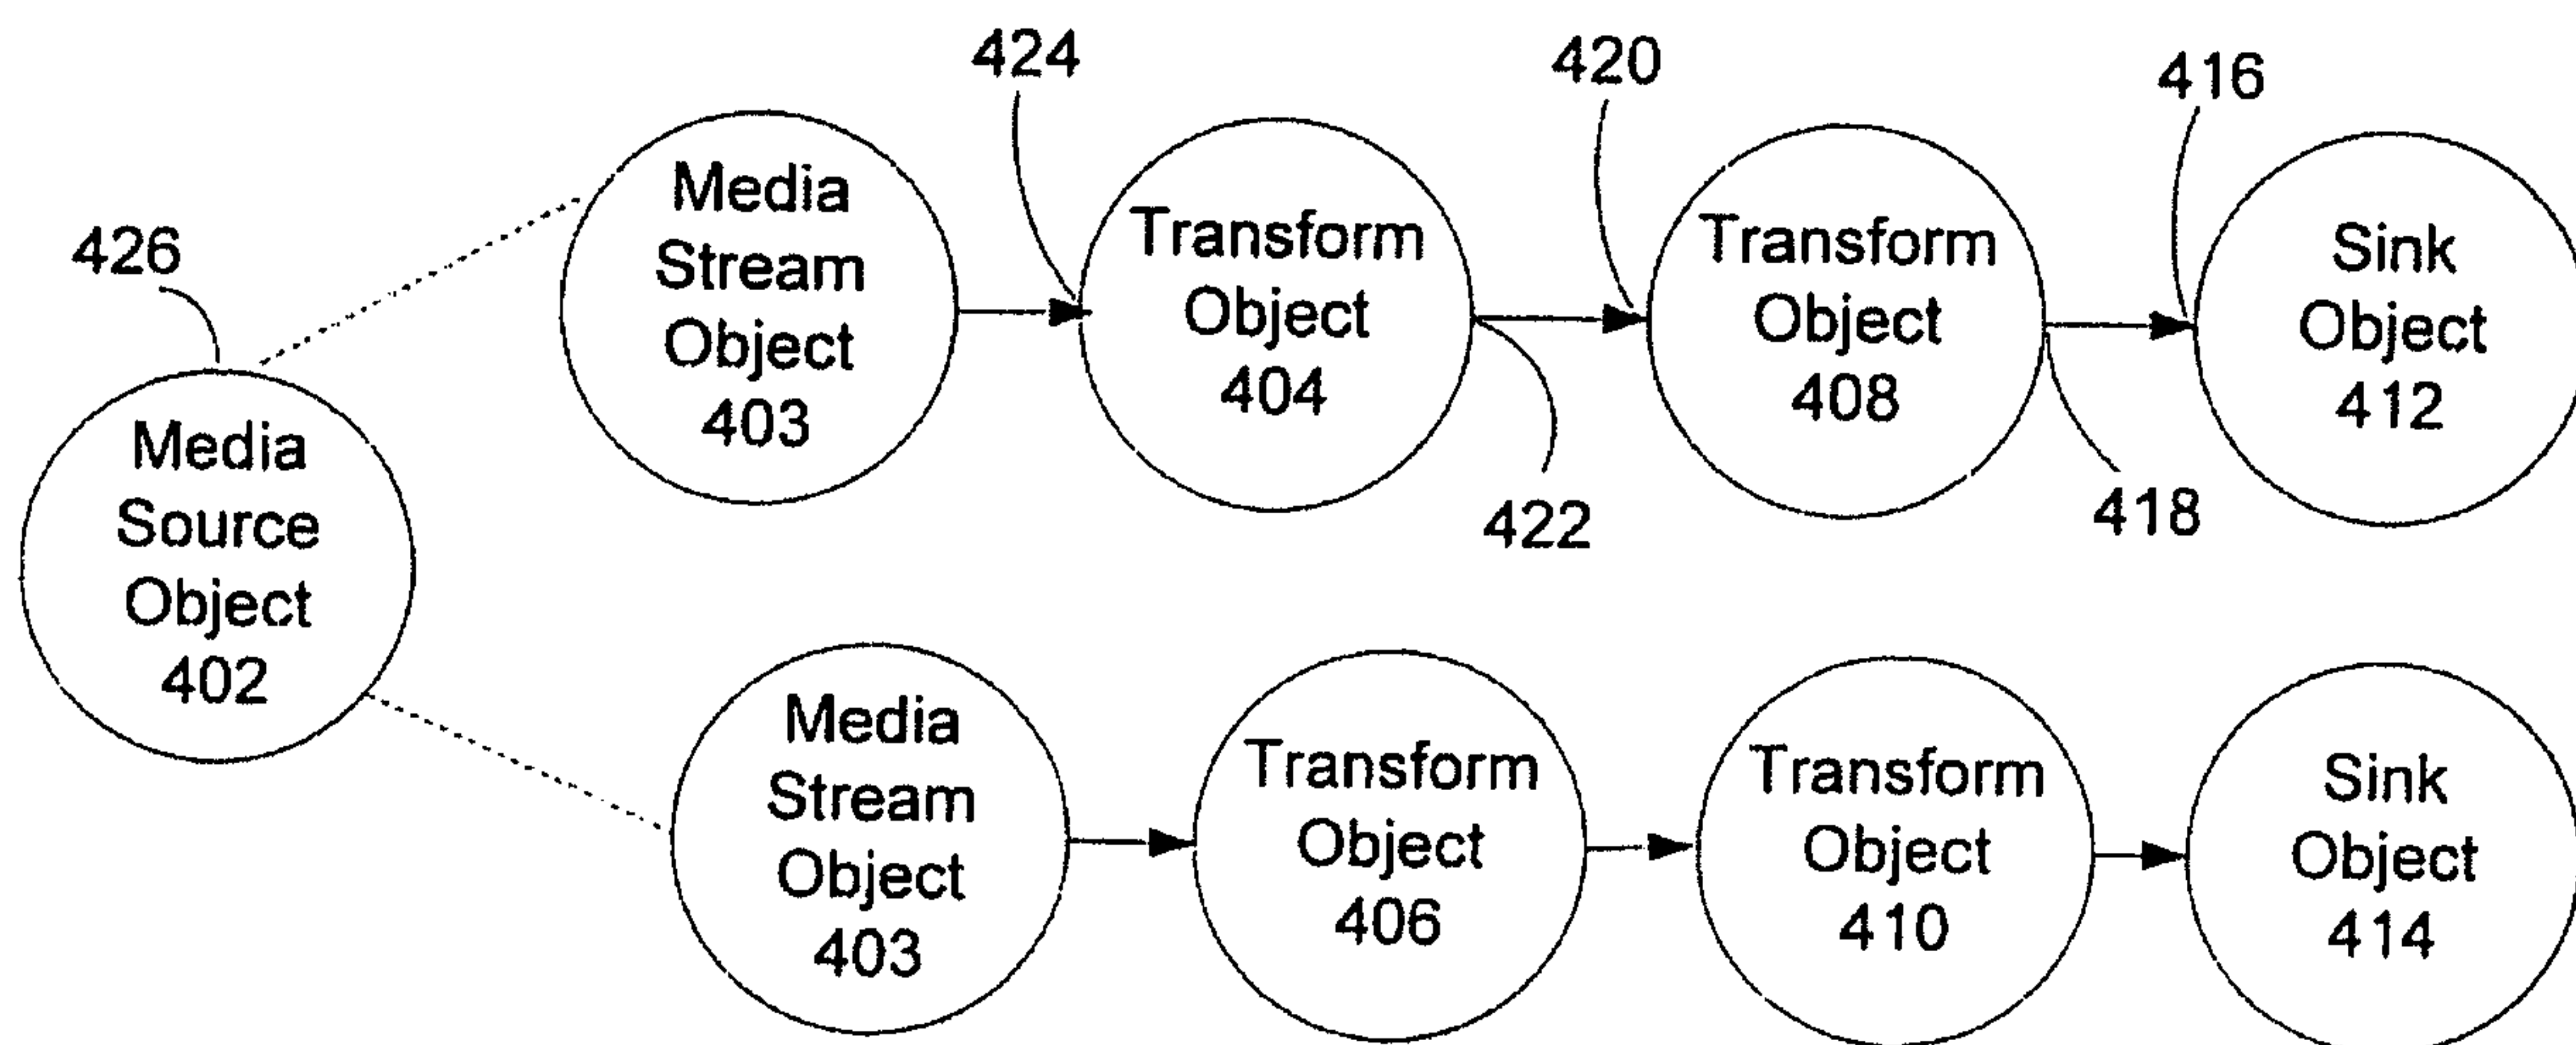 424
420
416
426
Media
Stream
Object
403
Transform
Object
404
Transform
Object
408
Sink
Object
412
422
418
Media
Source
Object
402
Media
Stream
Object
403
Transform
Object
406
Transform
Object
410
Sink
Object
414